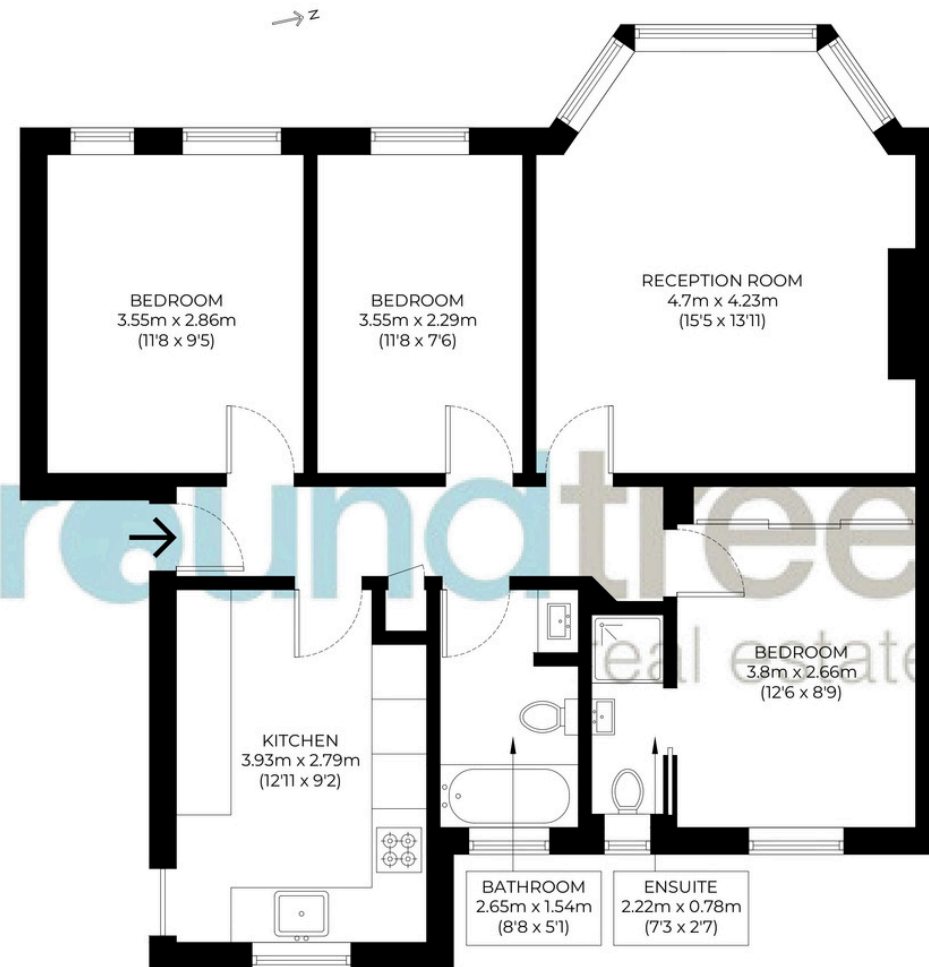 N
BEDROOM
3.55m x 2.86m
(11'8 x 9'5)
BEDROOM
3.55m x 2.29m
(11'8 x 7'6)
RECEPTION ROOM
4.7m x 4.23m
(15'5 x 13'11)
roundtree
real estate
BEDROOM
3.8m x 2.66m
(12'6 x 8'9)
KITCHEN
3.93m x 2.79m
(12'11 x 9'2)
BATHROOM
2.65m x 1.54m
(8'8 x 5'1)
ENSUITE
2.22m x 0.78m
(7'3 x 2'7)